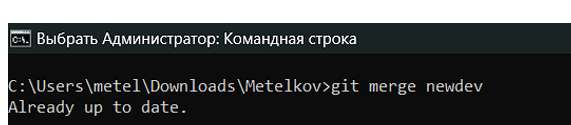 Выбрать Администратор: Командная строка
C:\Users\metel\Downloads\Metelkov>git merge newdev
Already up to date.